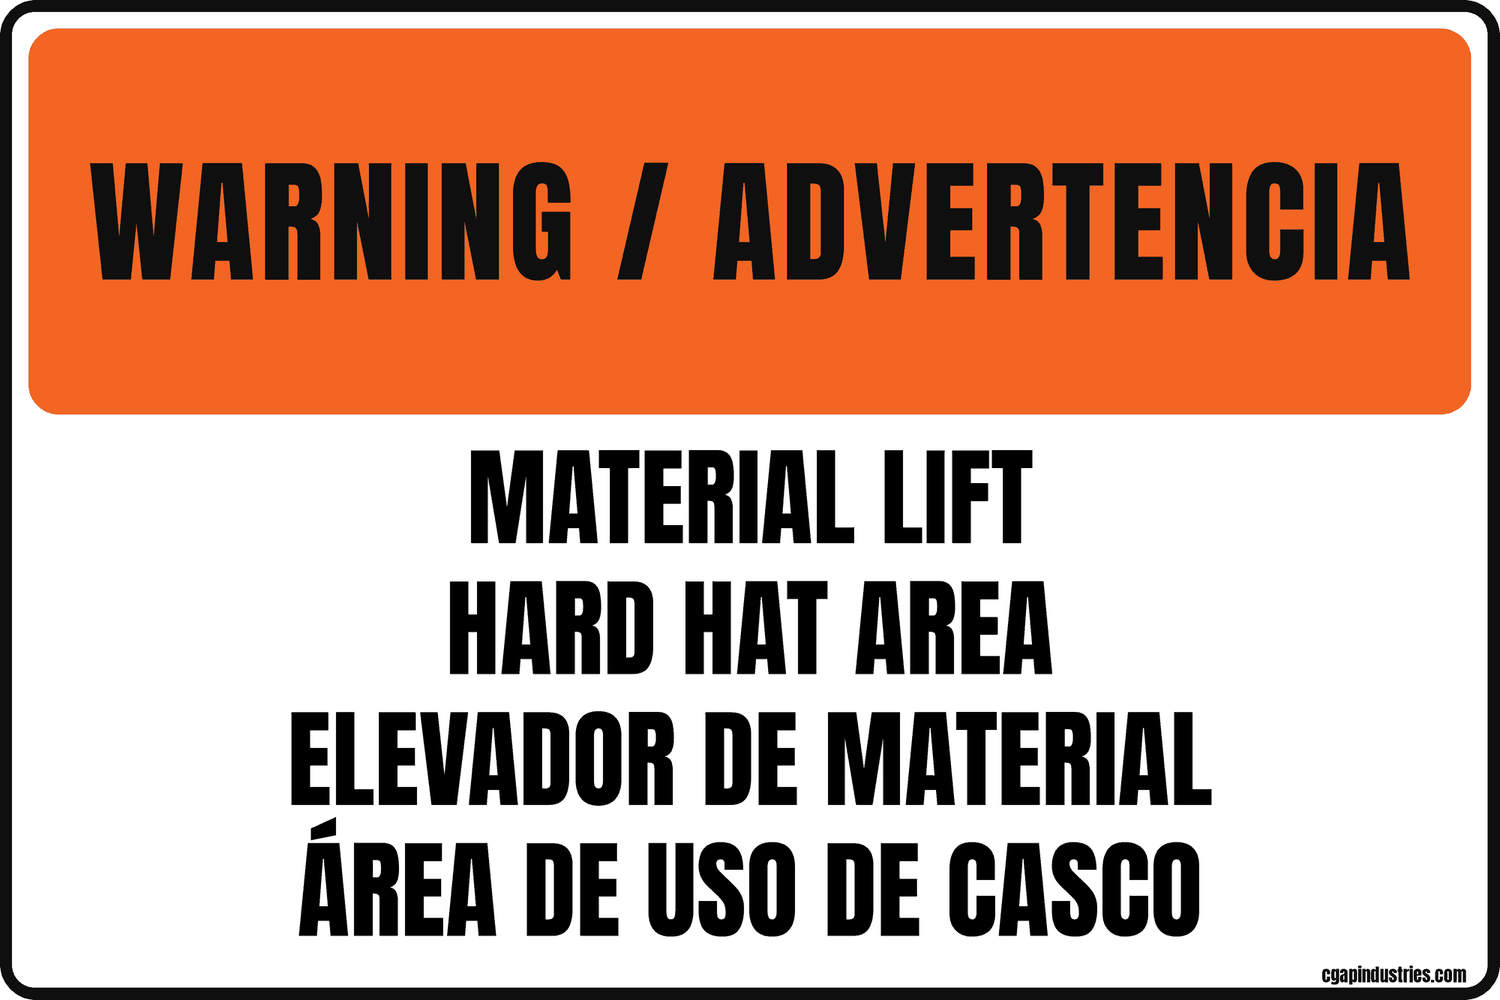 WARNING / ADVERTENCIA
MATERIAL LIFT
HARD HAT AREA
ELEVADOR DE MATERIAL
ÁREA DE USO DE CASCO
cgapindustries.com